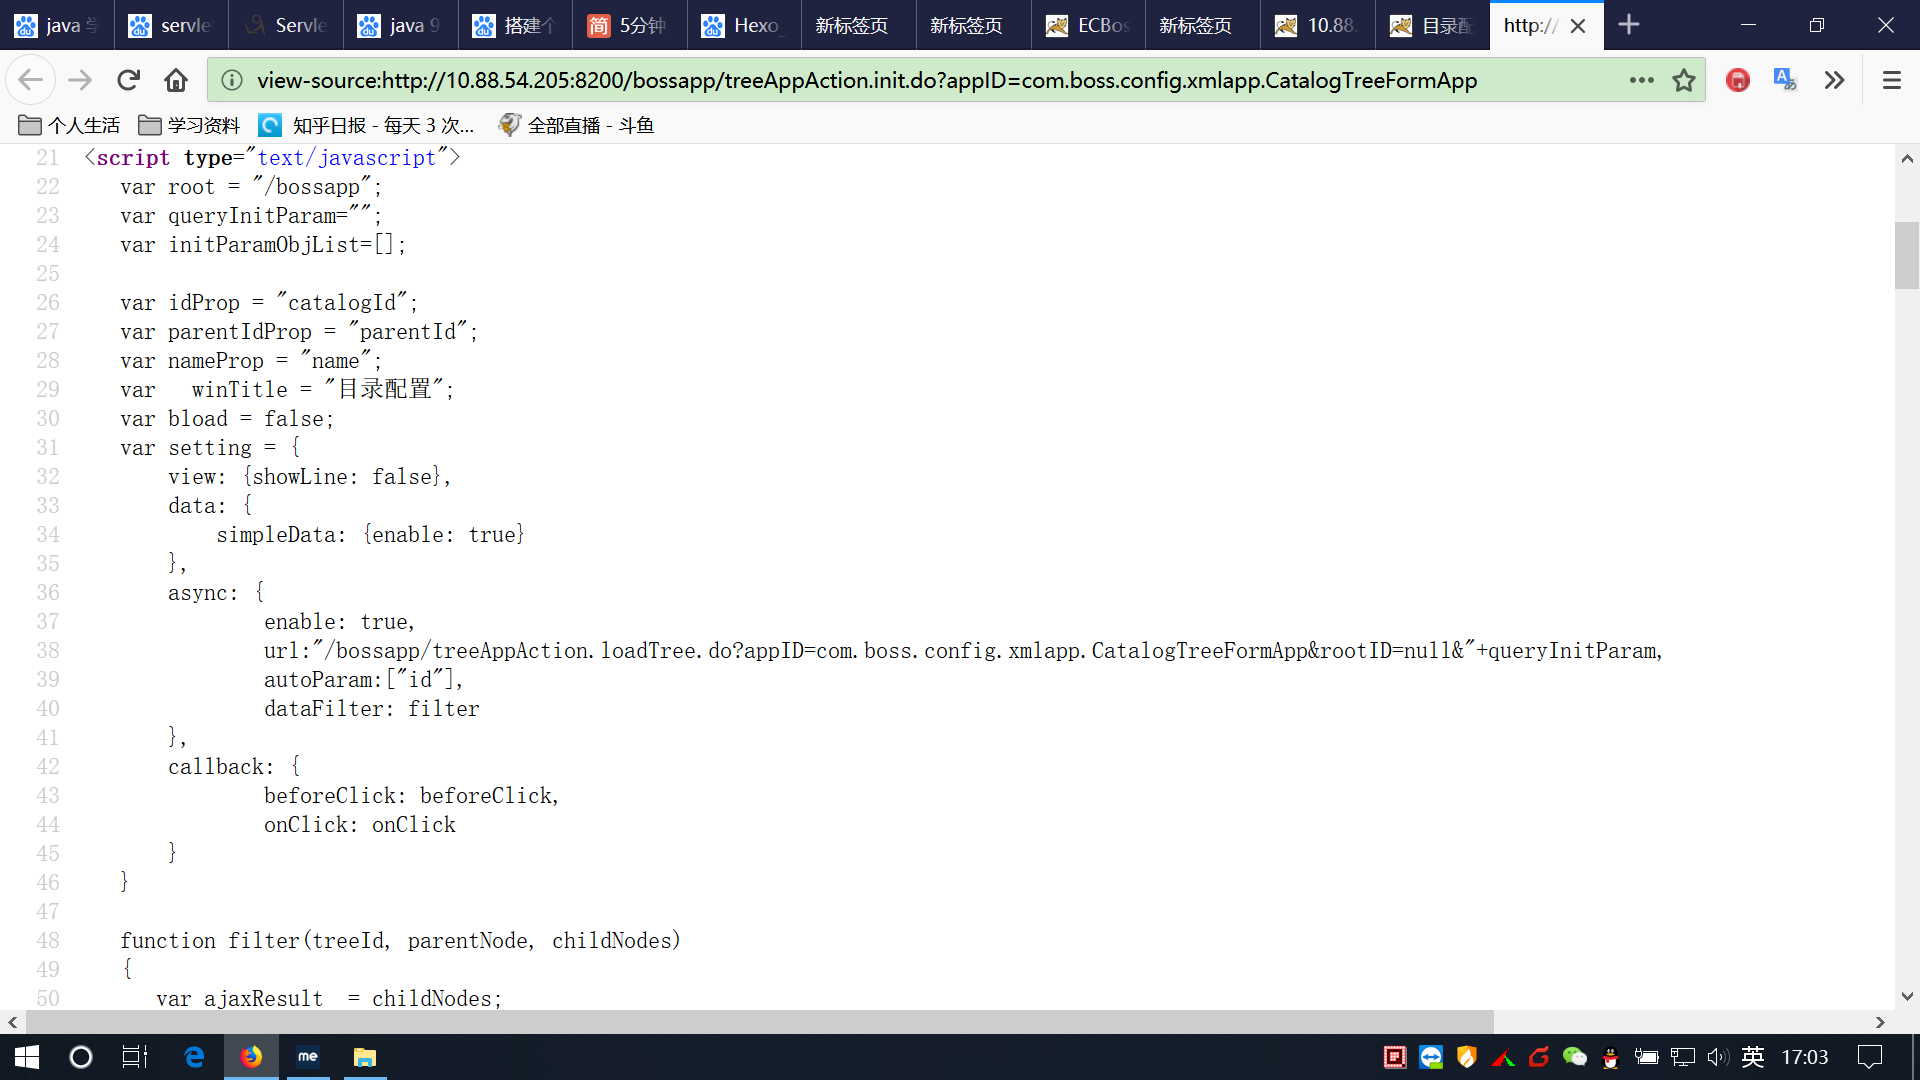 java 学
servle
Servle
java 9
搭建个
简 5分钟
Hexo_
新标签页
新标签页
ECBos
新标签页
10.88.
目录配
http://
view-source:http://10.88.54.205:8200/bossapp/treeAppAction.init.do?appID=com.boss.config.xmlapp.CatalogTreeFormApp
个人生活
学习资料
知乎日报 - 每天 3 次...
全部直播 - 斗鱼
21 <script type="text/javascript">
22 var root = "/bossapp";
23 var queryInitParam="";
24 var initParamObjList=[];
25
26 var idProp = "catalogId";
27 var parentIdProp = "parentId";
28 var nameProp = "name";
29 var   winTitle = "目录配置";
30 var bload = false;
31 var setting = {
32 view: {showLine: false},
33 data: {
34 simpleData: {enable: true}
35 },
36 async: {
37 enable: true,
38 url:"/bossapp/treeAppAction.loadTree.do?appID=com.boss.config.xmlapp.CatalogTreeFormApp&rootID=null&"+queryInitParam,
39 autoParam:["id"],
40 dataFilter: filter
41 },
42 callback: {
43 beforeClick: beforeClick,
44 onClick: onClick
45 }
46 }
47
48 function filter(treeId, parentNode, childNodes)
49 {
50 var ajaxResult  = childNodes;
me
英
17:03